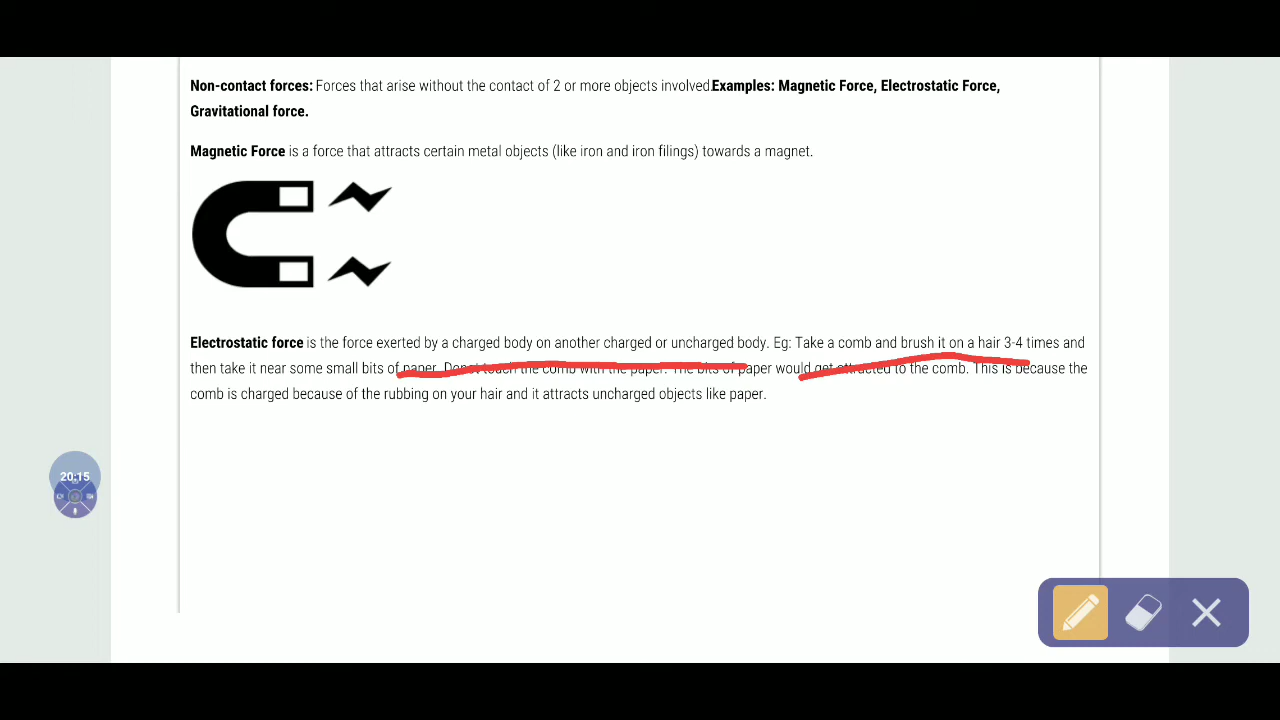 Non-contact forces: Forces that arise without the contact of 2 or more objects involved.Examples: Magnetic Force, Electrostatic Force,
Gravitational force.
Magnetic Force is a force that attracts certain metal objects (like iron and iron filings) towards a magnet.
Electrostatic force is the force exerted by a charged body on another charged or uncharged body. Eg: Take a comb and brush it on a hair 3-4 times and
then take it near some small bits of paper. Donot touch the comb with the paper. The bits of paper would get attracted to the comb. This is because the
comb is charged because of the rubbing on your hair and it attracts uncharged objects like paper.
20:15